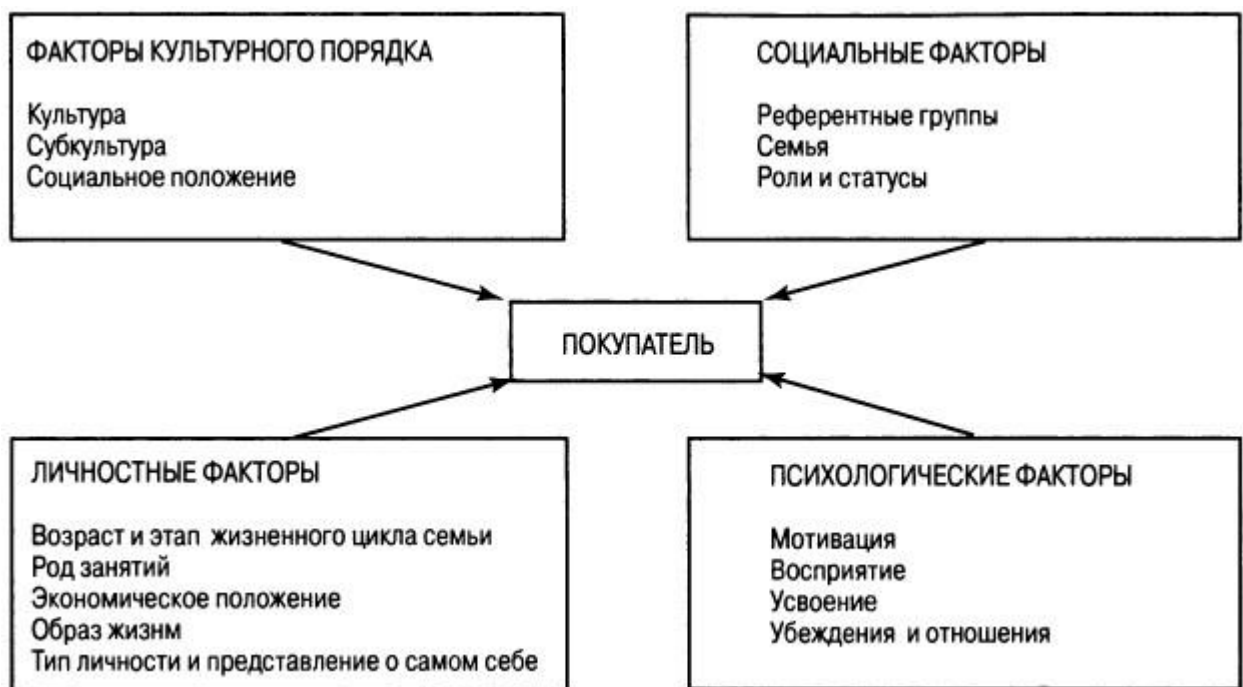 ФАКТОРЫ КУЛЬТУРНОГО ПОРЯДКА
Культура
Субкультура
Социальное положение
СОЦИАЛЬНЫЕ ФАКТОРЫ
Референтные группы
Семья
Роли и статусы
ПОКУПАТЕЛЬ
ЛИЧНОСТНЫЕ ФАКТОРЫ
Возраст и этап жизненного цикла семьи
Род занятий
Экономическое положение
Образ жизнм
Тип личности и представление о самом себе
ПСИХОЛОГИЧЕСКИЕ ФАКТОРЫ
Мотивация
Восприятие
Усвоение
Убеждения и отношения